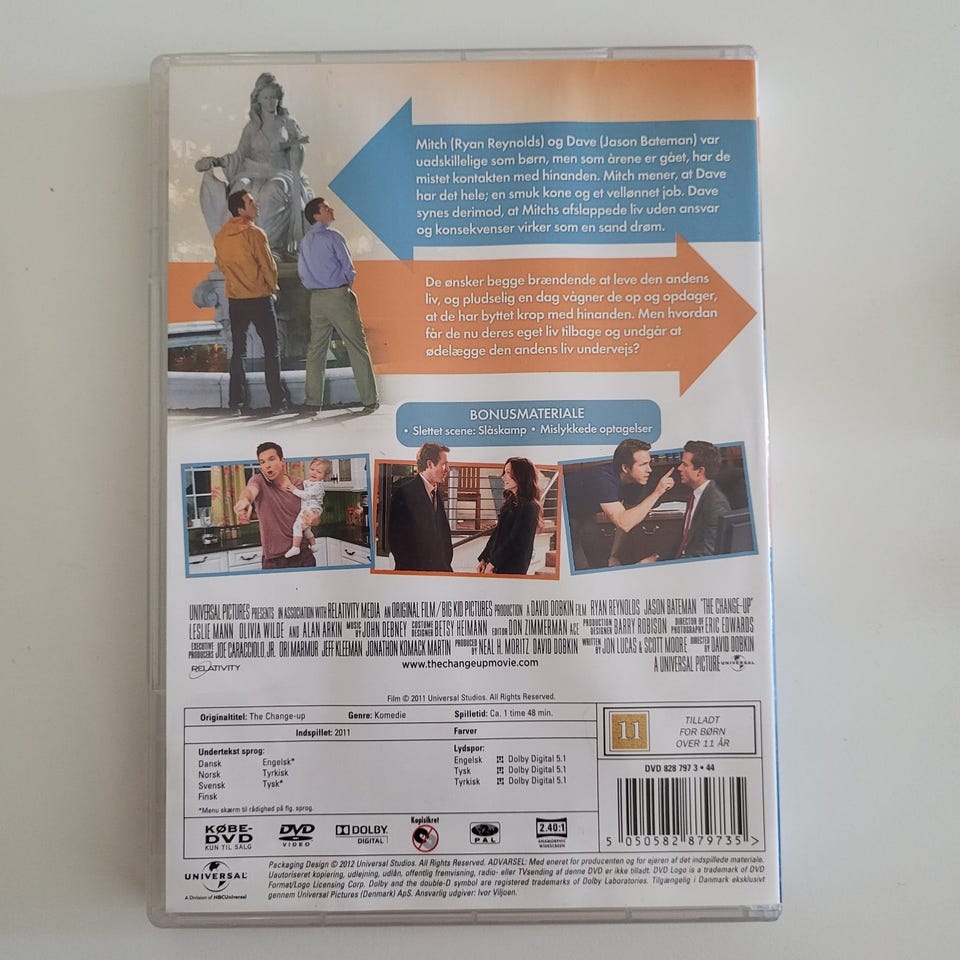 Mitch (Ryan Reynolds) og Dave (Jason Bateman) var
uadskillelige som børn, men som årene er gået, har de
mistet kontakten med hinanden. Mitch mener, at Dave
har det hele; en smuk kone og et vellønnet job. Dave
synes derimod, at Mitchs afslappede liv uden ansvar
og konsekvenser virker som en sand drøm.
De ønsker begge brændende at leve den andens
liv, og pludselig en dag vågner de op og opdager,
at de har byttet krop med hinanden. Men hvordan
får de nu deres eget liv tilbage og undgår at
ødelægge den andens liv undervejs?
BONUSMATERIALE
• Slettet scene: Slåskamp • Mislykkede optagelser
UNIVERSAL PICTURES PRESENTS IN ASSOCIATION WITH RELATIVITY MEDIA AN ORIGINAL FILM/BIG KID PICTURES PRODUCTION A DAVID DOBKIN FILM RYAN REYNOLDS JASON BATEMAN "THE CHANGE-UP"
LESLIE MANN OLIVIA WILDE AND ALAN ARKIN MUSIC BY JOHN DEBNEY COSTUME DESIGNER BETSY HEIMANN EDITOR DON ZIMMERMAN ACE PRODUCTION DESIGNER BARRY ROBISON DIRECTOR OF PHOTOGRAPHY ERIC EDWARDS
EXECUTIVE PRODUCERS JOE CARACCIOLO, JR. ORI MARMUR JEFF KLEEMAN JONATHON KOMACK MARTIN PRODUCED BY NEAL H. MORITZ DAVID DOBKIN WRITTEN BY JON LUCAS & SCOTT MOORE DIRECTED BY DAVID DOBKIN
RELATIVITY www.thechangeupmovie.com A UNIVERSAL PICTURE UNIVERSAL
Film © 2011 Universal Studios. All Rights Reserved.
Originaltitel: The Change-up Genre: Komedie Spilletid: Ca. 1 time 48 min.
Indspillet: 2011 Farver
Undertekst sprog:
Dansk Engelsk*
Norsk Tyrkisk
Svensk Tysk*
Finsk
*Menu skærm til rådighed på flg. sprog.
Lydspor:
Engelsk Dolby Digital 5.1
Tysk Dolby Digital 5.1
Tyrkisk Dolby Digital 5.1
11
TILLADT
FOR BØRN
OVER 11 ÅR
DVD 828 797 3 • 44
5 050582 879735 >
KØBE-
DVD
KUN TIL SALG
DVD
VIDEO
DOLBY
DIGITAL
Kopisikret
2
PAL
2.40:1
ANAMORPHIC
WIDESCREEN
UNIVERSAL
A Division of NBCUniversal
Packaging Design © 2012 Universal Studios. All Rights Reserved. ADVARSEL: Med eneret for producenten og for ejeren af det indspillede materiale.
Uautoriseret kopiering, udlejning, udlån, offentlig fremvisning, radio- eller TVsending af denne DVD er ikke tilladt. DVD Logo is a trademark of DVD
Format/Logo Licensing Corp. Dolby and the double-D symbol are registered trademarks of Dolby Laboratories. Tilgængelig i Danmark eksklusivt
gennem Universal Pictures (Denmark) ApS. Ansvarlig udgiver: Ivor Viljoen.